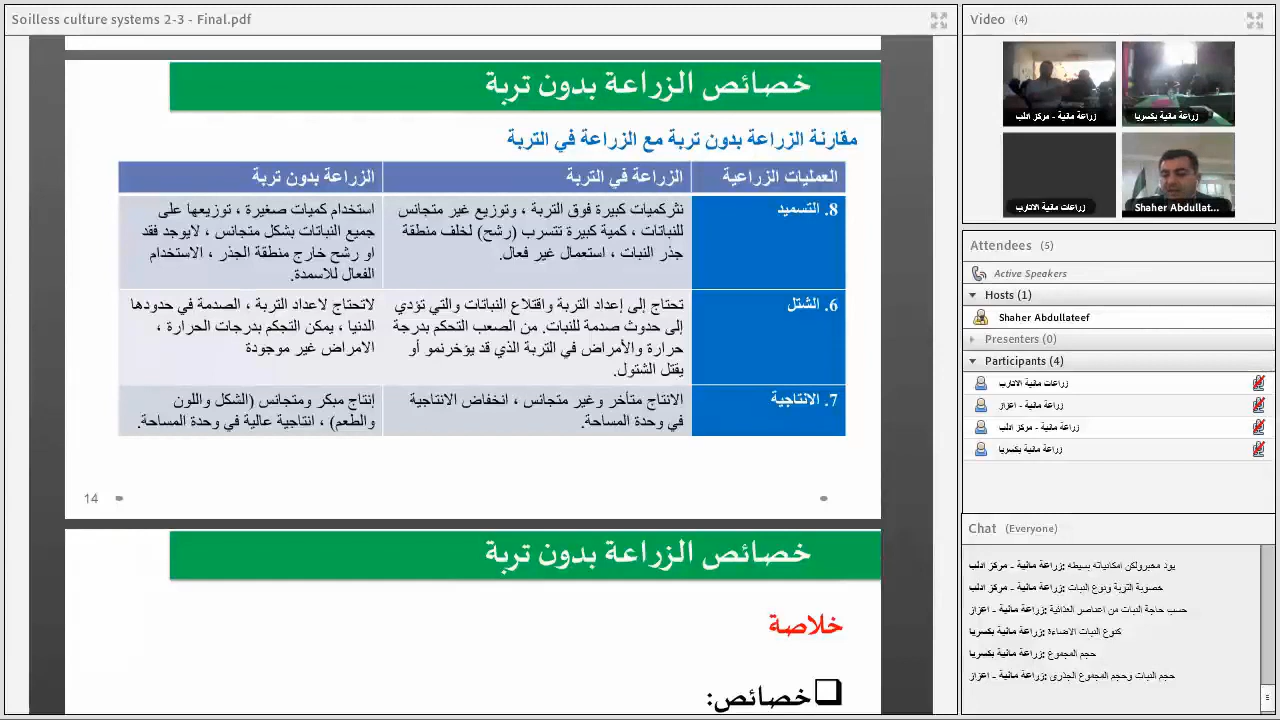 Soilless culture systems 2-3 - Final.pdf
خصائص الزراعة بدون تربة
مقارنة الزراعة بدون تربة مع الزراعة في التربة
العمليات الزراعية
الزراعة في التربة
الزراعة بدون تربة
8. التسميد
نثركميات كبيرة فوق التربة ، وتوزيع غير متجانس
للنباتات ، كمية كبيرة تتسرب (رشح) لخلف منطقة
جذر النبات ، استعمال غير فعال.
استخدام كميات صغيرة ، توزيعها على
جميع النباتات بشكل متجانس ، لايوجد فقد
او رشح خارج منطقة الجذر ، الاستخدام
الفعال للاسمدة.
6. الشتل
تحتاج إلى إعداد التربة واقتلاع النباتات والتي تؤدي
إلى حدوث صدمة للنبات. من الصعب التحكم بدرجة
حرارة والأمراض في التربة الذي قد يؤخرنمو أو
يقتل الشتول.
لاتحتاج لاعداد التربة ، الصدمة في حدودها
الدنيا ، يمكن التحكم بدرجات الحرارة ،
الامراض غير موجودة
7. الانتاجية
الانتاج متأخر وغير متجانس ، انخفاض الانتاجية
في وحدة المساحة.
إنتاج مبكر ومتجانس (الشكل واللون
والطعم) ، انتاجية عالية في وحدة المساحة.
14
خصائص الزراعة بدون تربة
خلاصة
خصائص:
Video (4)
زراعة مائية - مركز ادلب
زراعة مائية بكسريا
زراعات مائية الاتارب
Shaher Abdullat...
Attendees (5)
Active Speakers
Hosts (1)
Shaher Abdullateef
Presenters (0)
Participants (4)
زراعات مائية الاتارب
زراعة مائية - اعزاز
زراعة مائية - مركز ادلب
زراعة مائية بكسريا
Chat (Everyone)
زراعة مائية - مركز ادلب: يود مخبرولكن امكانياته بسيطه
زراعة مائية - مركز ادلب: خصوبة التربة ونوع النبات
زراعة مائية - اعزاز: حسب حاجة النبات من اعناصر الغذائية
زراعة مائية بكسريا: كنوع النبات الاضاءة
زراعة مائية بكسريا: حجم المجموع
زراعة مائية - اعزاز: حجم النبات وحجم المجموع الجذري